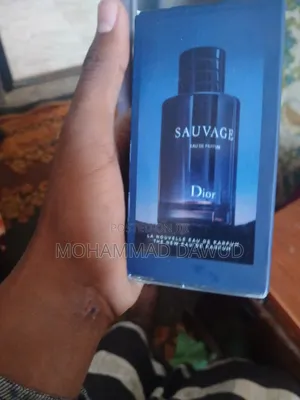 SAUVAGE
EAU DE PARFUM
Dior
LA NOUVELLE EAU DE PARFUM
THE NEW EAU DE PARFUM
MOHAMMAD DAWUD